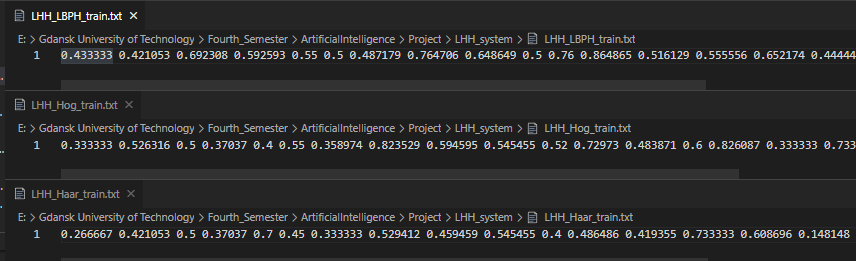 LHH_LBPH_train.txt ×
E: > Gdansk University of Technology > Fourth_Semester > ArtificialIntelligence > Project > LHH_system > LHH_LBPH_train.txt
1 0.433333 0.421053 0.692308 0.592593 0.55 0.5 0.487179 0.764706 0.648649 0.5 0.76 0.864865 0.516129 0.555556 0.652174 0.44444
LHH_Hog_train.txt ×
E: > Gdansk University of Technology > Fourth_Semester > ArtificialIntelligence > Project > LHH_system > LHH_Hog_train.txt
1 0.333333 0.526316 0.5 0.37037 0.4 0.55 0.358974 0.823529 0.594595 0.545455 0.52 0.72973 0.483871 0.6 0.826087 0.333333 0.733
LHH_Haar_train.txt ×
E: > Gdansk University of Technology > Fourth_Semester > ArtificialIntelligence > Project > LHH_system > LHH_Haar_train.txt
1 0.266667 0.421053 0.5 0.37037 0.7 0.45 0.333333 0.529412 0.459459 0.545455 0.4 0.486486 0.419355 0.733333 0.608696 0.148148